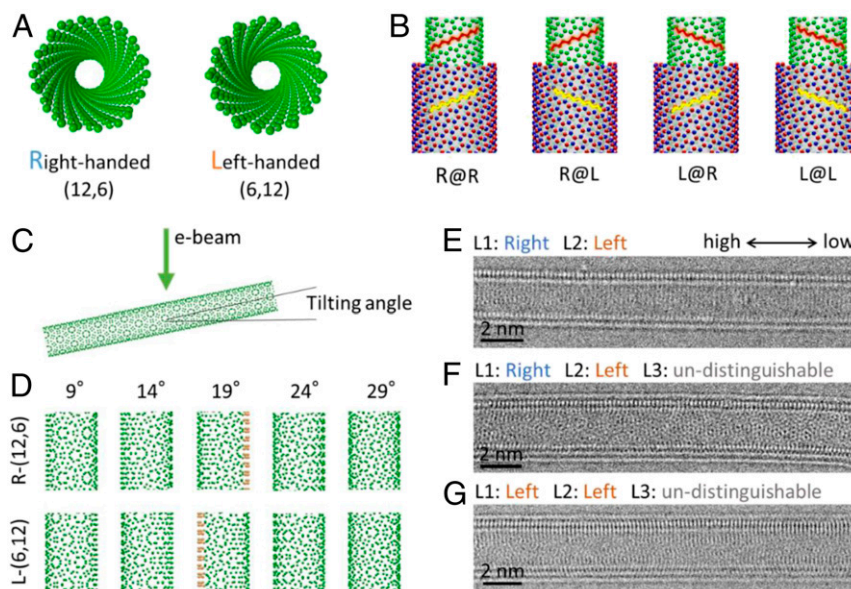 A
Right-handed
(12,6)
Left-handed
(6,12)
B
R@R
R@L
L@R
L@L
C
e-beam
Tilting angle
D
9° 14° 19° 24° 29°
R-(12,6)
L-(6,12)
E
L1: Right L2: Left high low
2 nm
F
L1: Right L2: Left L3: un-distinguishable
2 nm
G
L1: Left L2: Left L3: un-distinguishable
2 nm